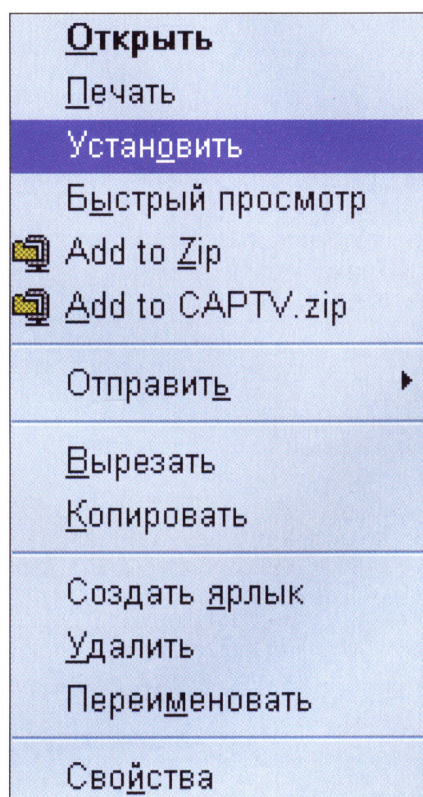 Открыть
Печать
Установить
Быстрый просмотр
Add to Zip
Add to CAPTV.zip
Отправить
Вырезать
Копировать
Создать ярлык
Удалить
Переименовать
Свойства